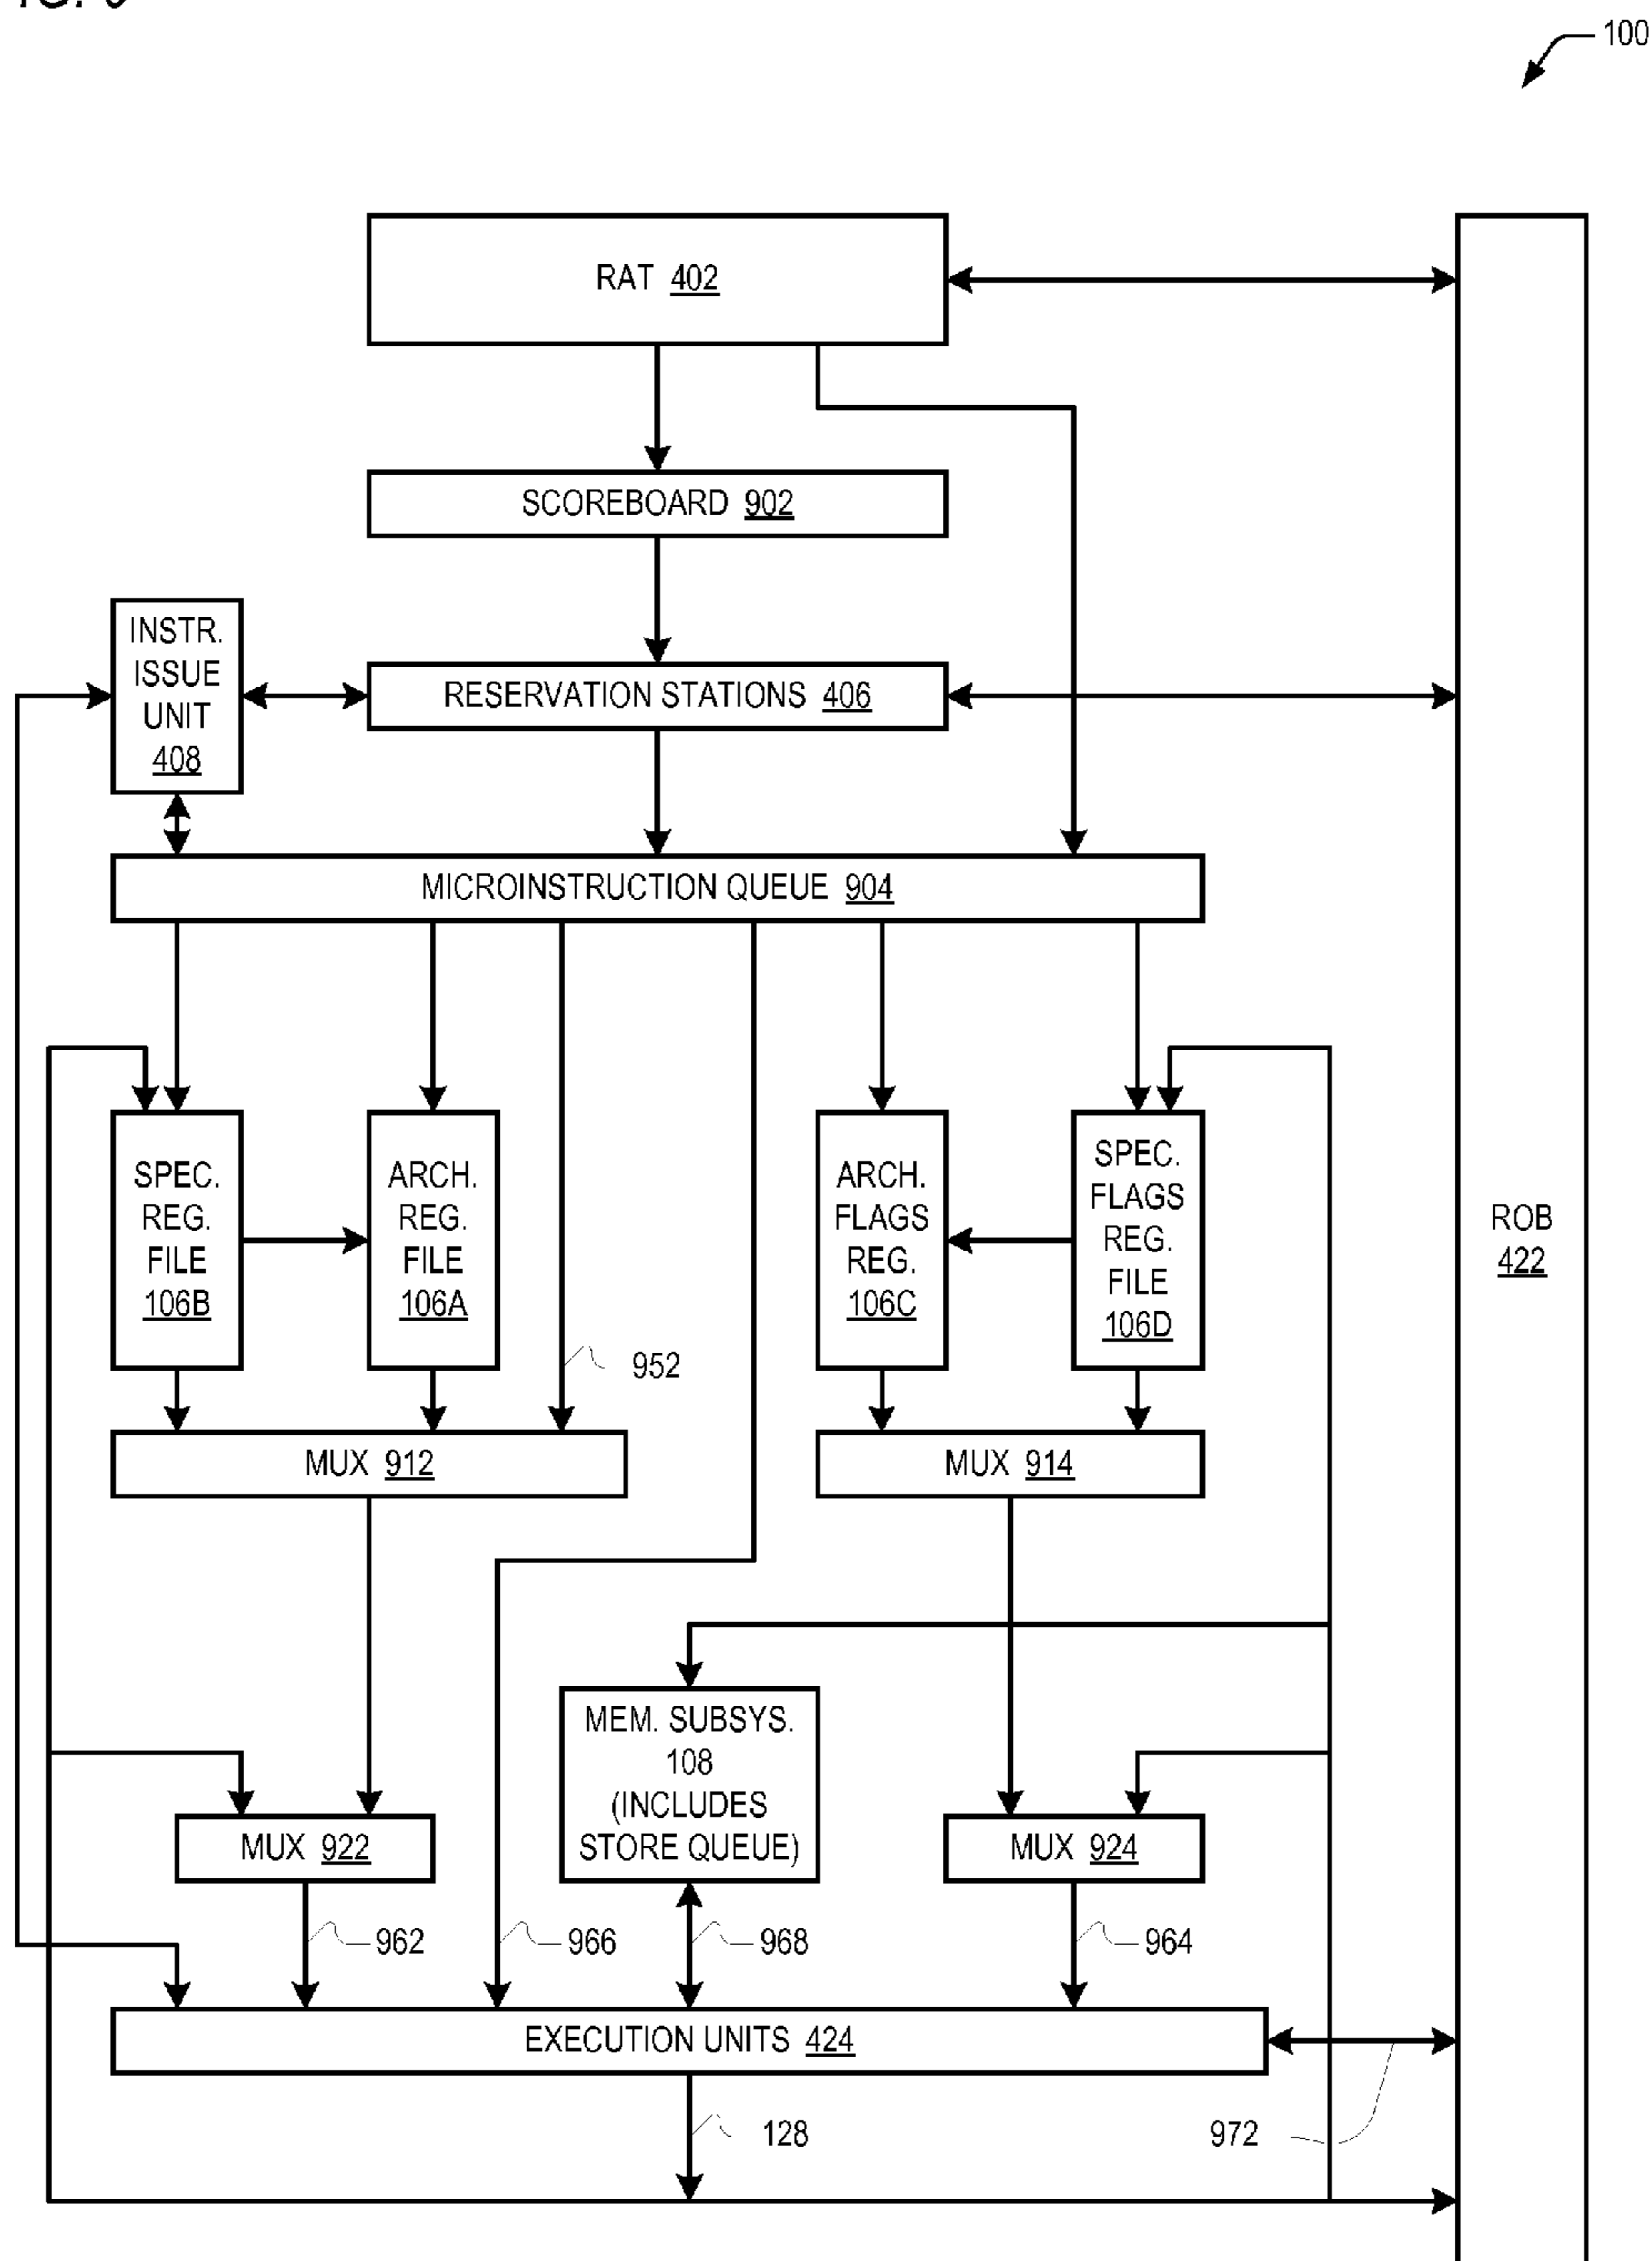 100
RAT 402
SCOREBOARD 902
INSTR.
ISSUE
UNIT
408
RESERVATION STATIONS 406
MICROINSTRUCTION QUEUE 904
SPEC.
REG.
FILE
106B
ARCH.
REG.
FILE
106A
ARCH.
FLAGS
REG.
106C
SPEC.
FLAGS
REG.
FILE
106D
ROB
422
952
MUX 912
MUX 914
MEM. SUBSYS.
108
(INCLUDES
STORE QUEUE)
MUX 922
MUX 924
962
966
968
964
EXECUTION UNITS 424
128
972